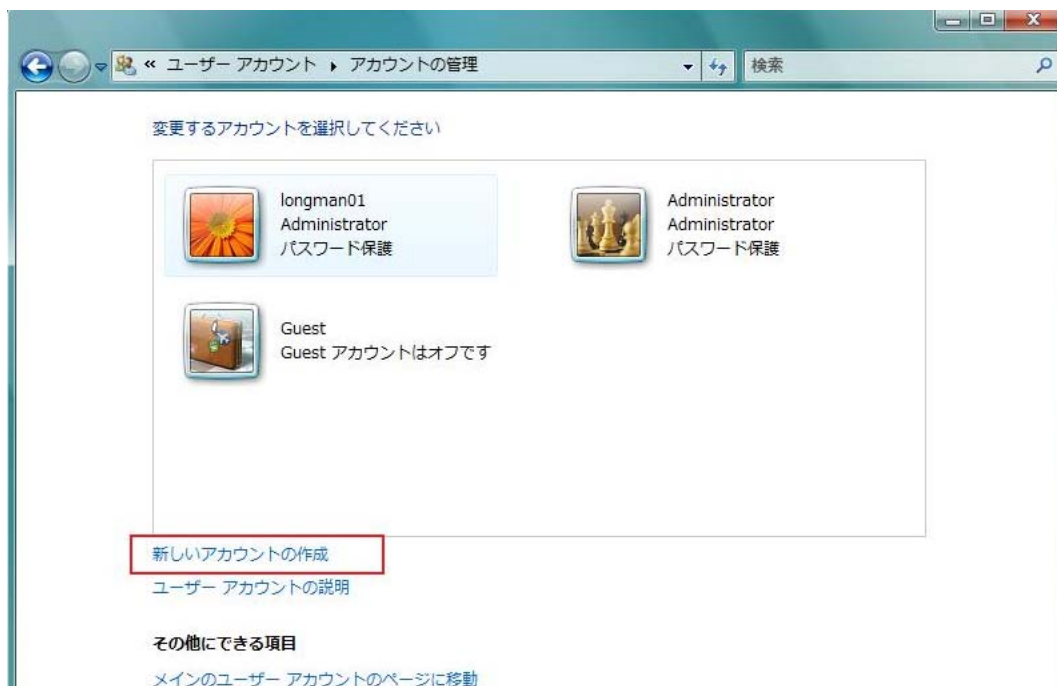 « ユーザー アカウント ▸ アカウントの管理
検索
変更するアカウントを選択してください
longman01
Administrator
パスワード保護
Administrator
Administrator
パスワード保護
Guest
Guest アカウントはオフです
新しいアカウントの作成
ユーザー アカウントの説明
その他にできる項目
メインのユーザー アカウントのページに移動